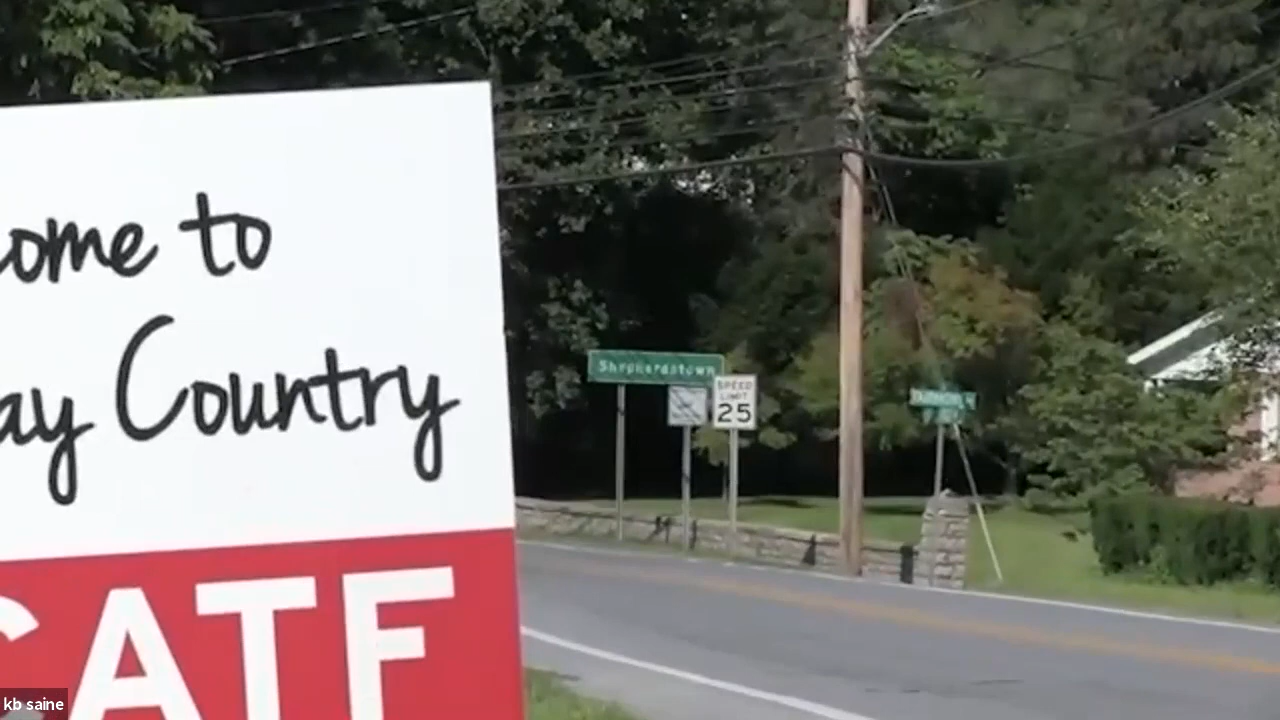 ome to
ay Country
CATF
Shepherdstown
SPEED
LIMIT
25
kb saine